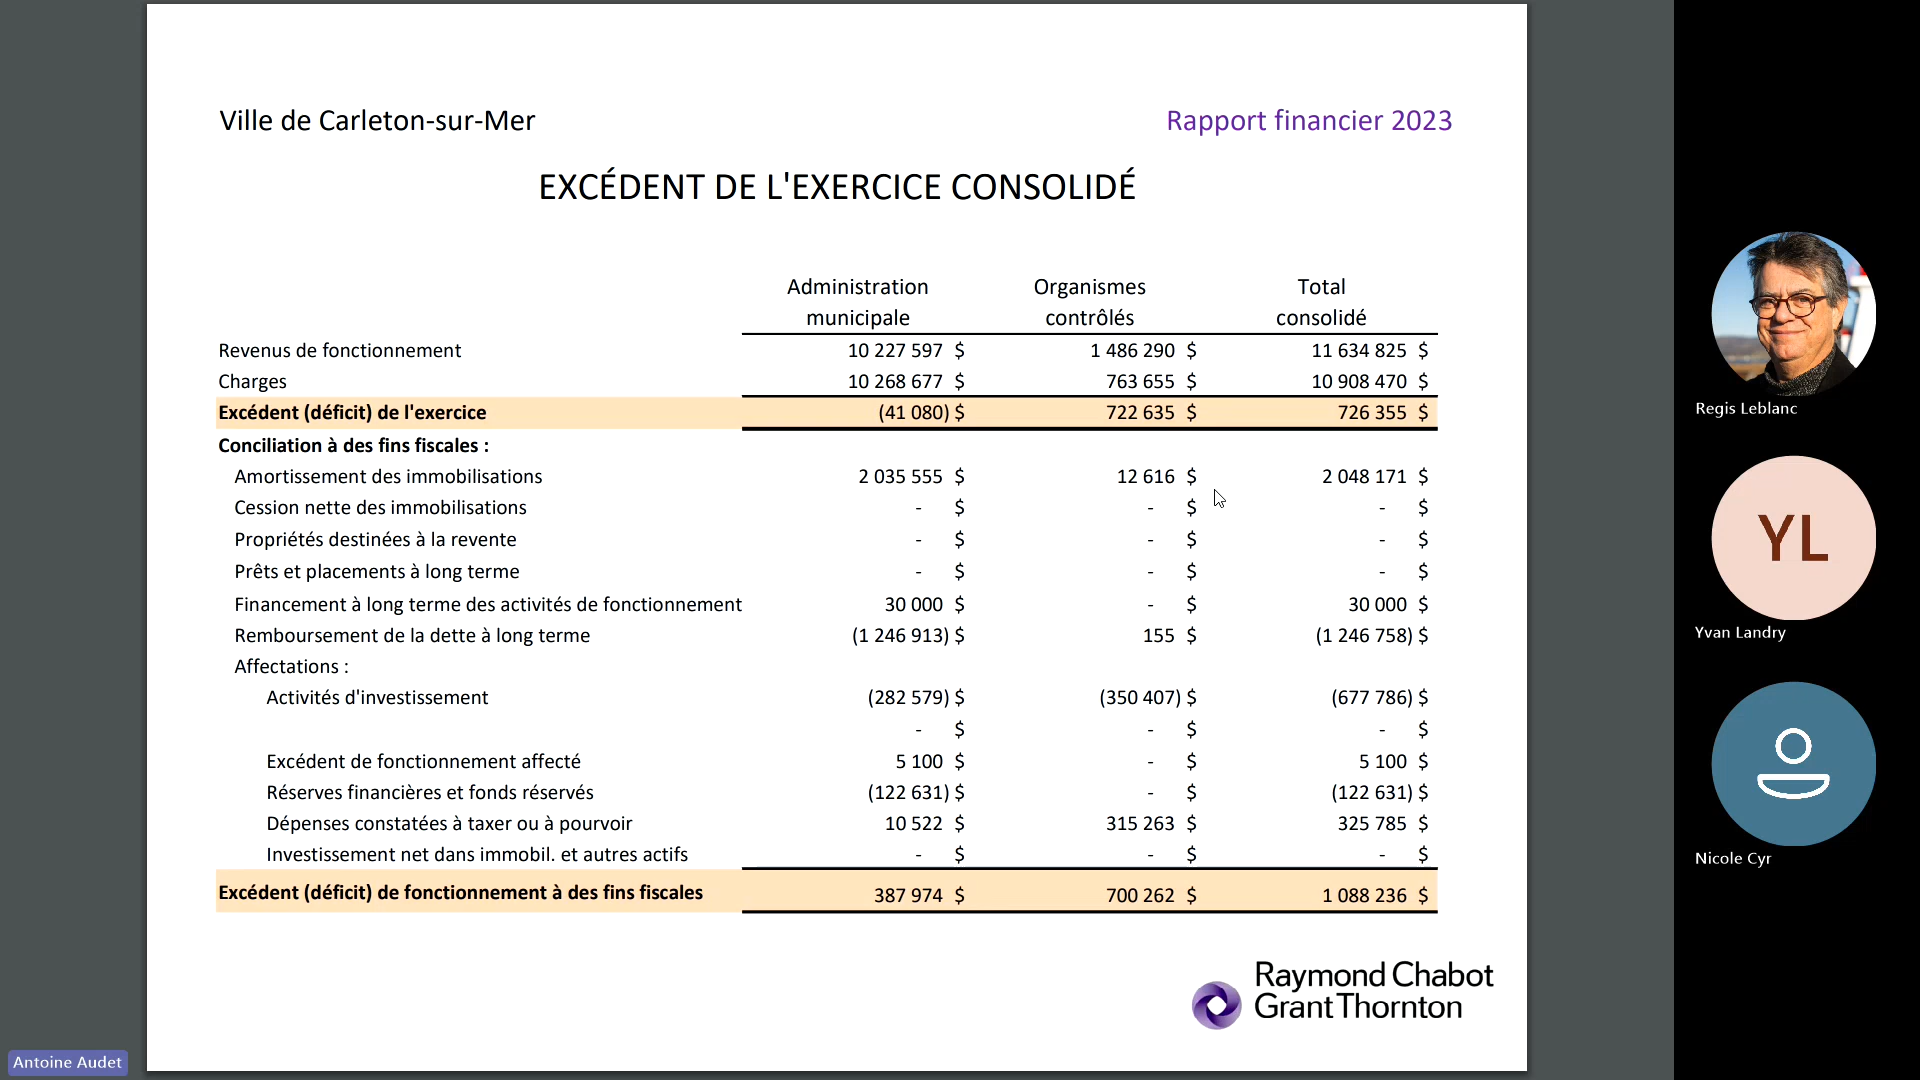 Ville de Carleton-sur-Mer Rapport financier 2023
EXCÉDENT DE L'EXERCICE CONSOLIDÉ
Administration municipale Organismes contrôlés Total consolidé
Revenus de fonctionnement 10 227 597 $ 1 486 290 $ 11 634 825 $
Charges 10 268 677 $ 763 655 $ 10 908 470 $
Excédent (déficit) de l'exercice (41 080) $ 722 635 $ 726 355 $
Conciliation à des fins fiscales :
Amortissement des immobilisations 2 035 555 $ 12 616 $ 2 048 171 $
Cession nette des immobilisations - $ - $ - $
Propriétés destinées à la revente - $ - $ - $
Prêts et placements à long terme - $ - $ - $
Financement à long terme des activités de fonctionnement 30 000 $ - $ 30 000 $
Remboursement de la dette à long terme (1 246 913) $ 155 $ (1 246 758) $
Affectations :
Activités d'investissement (282 579) $ (350 407) $ (677 786) $
- $ - $ - $
Excédent de fonctionnement affecté 5 100 $ - $ 5 100 $
Réserves financières et fonds réservés (122 631) $ - $ (122 631) $
Dépenses constatées à taxer ou à pourvoir 10 522 $ 315 263 $ 325 785 $
Investissement net dans immobil. et autres actifs - $ - $ - $
Excédent (déficit) de fonctionnement à des fins fiscales 387 974 $ 700 262 $ 1 088 236 $
Raymond Chabot
Grant Thornton
Antoine Audet
Regis Leblanc
YL
Yvan Landry
Nicole Cyr